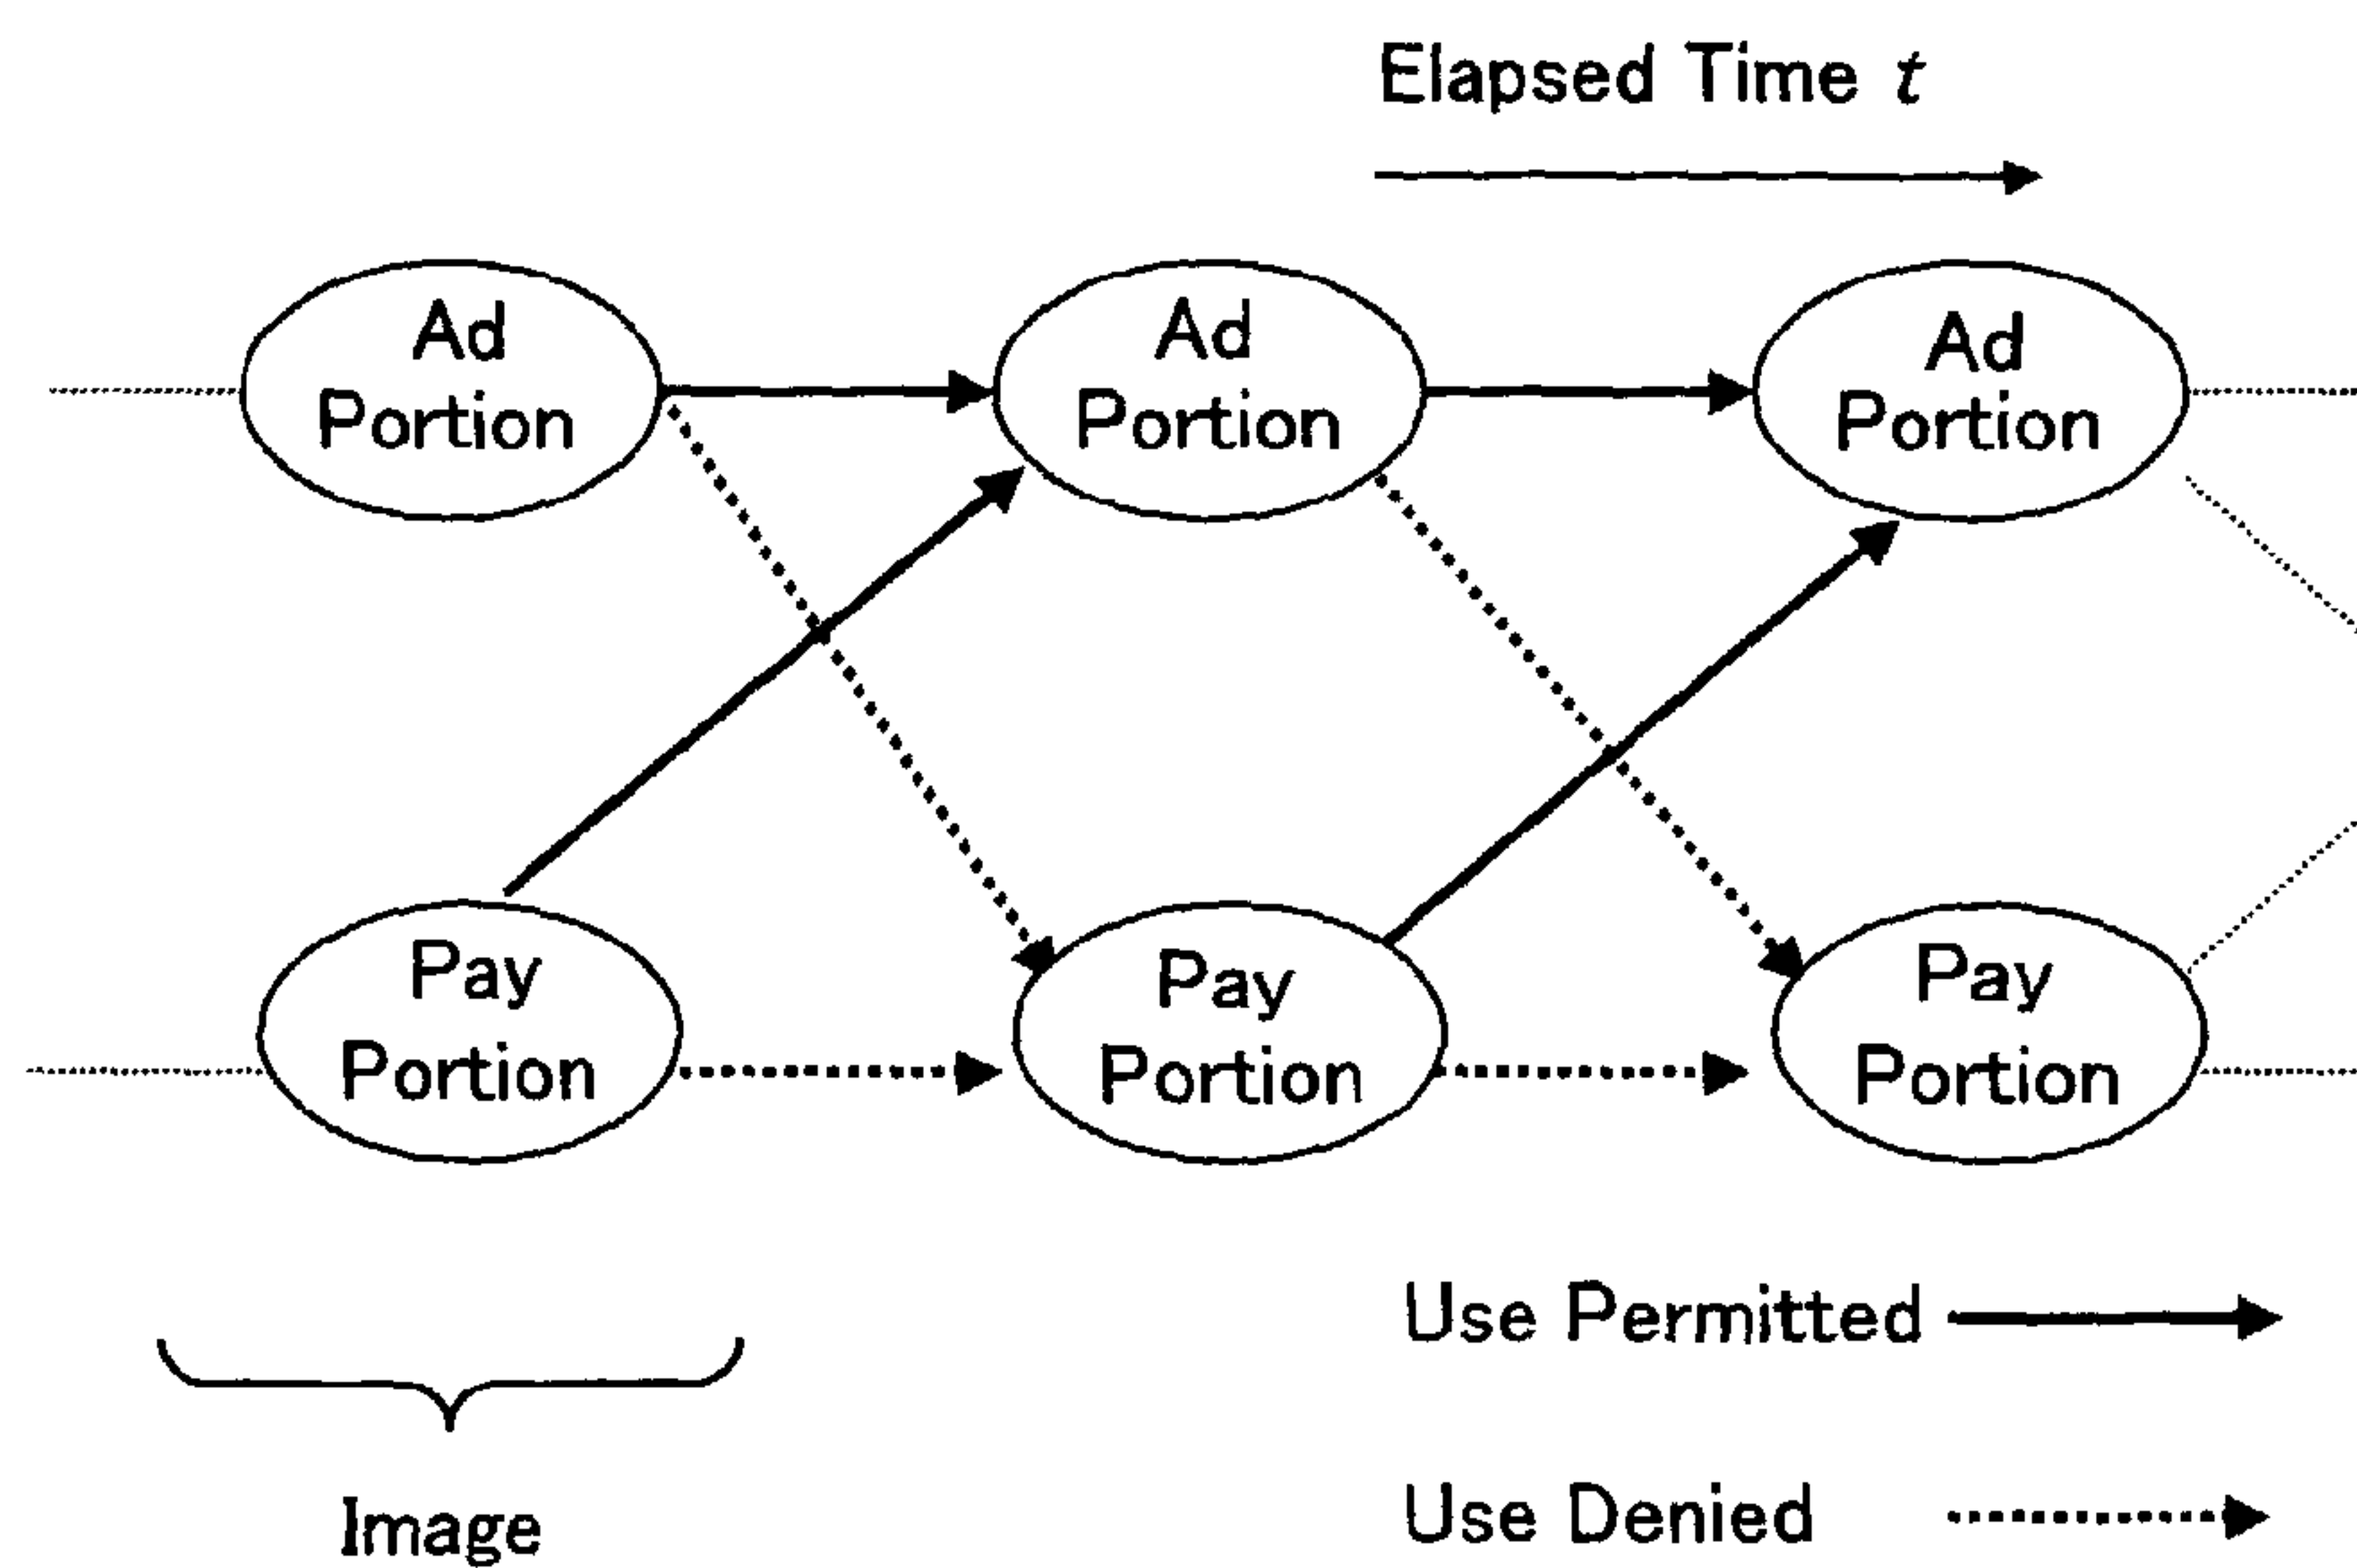 Elapsed Time t
Ad
Portion
Ad
Portion
Ad
Portion
Pay
Portion
Pay
Portion
Pay
Portion
Use Permitted
Image
Use Denied